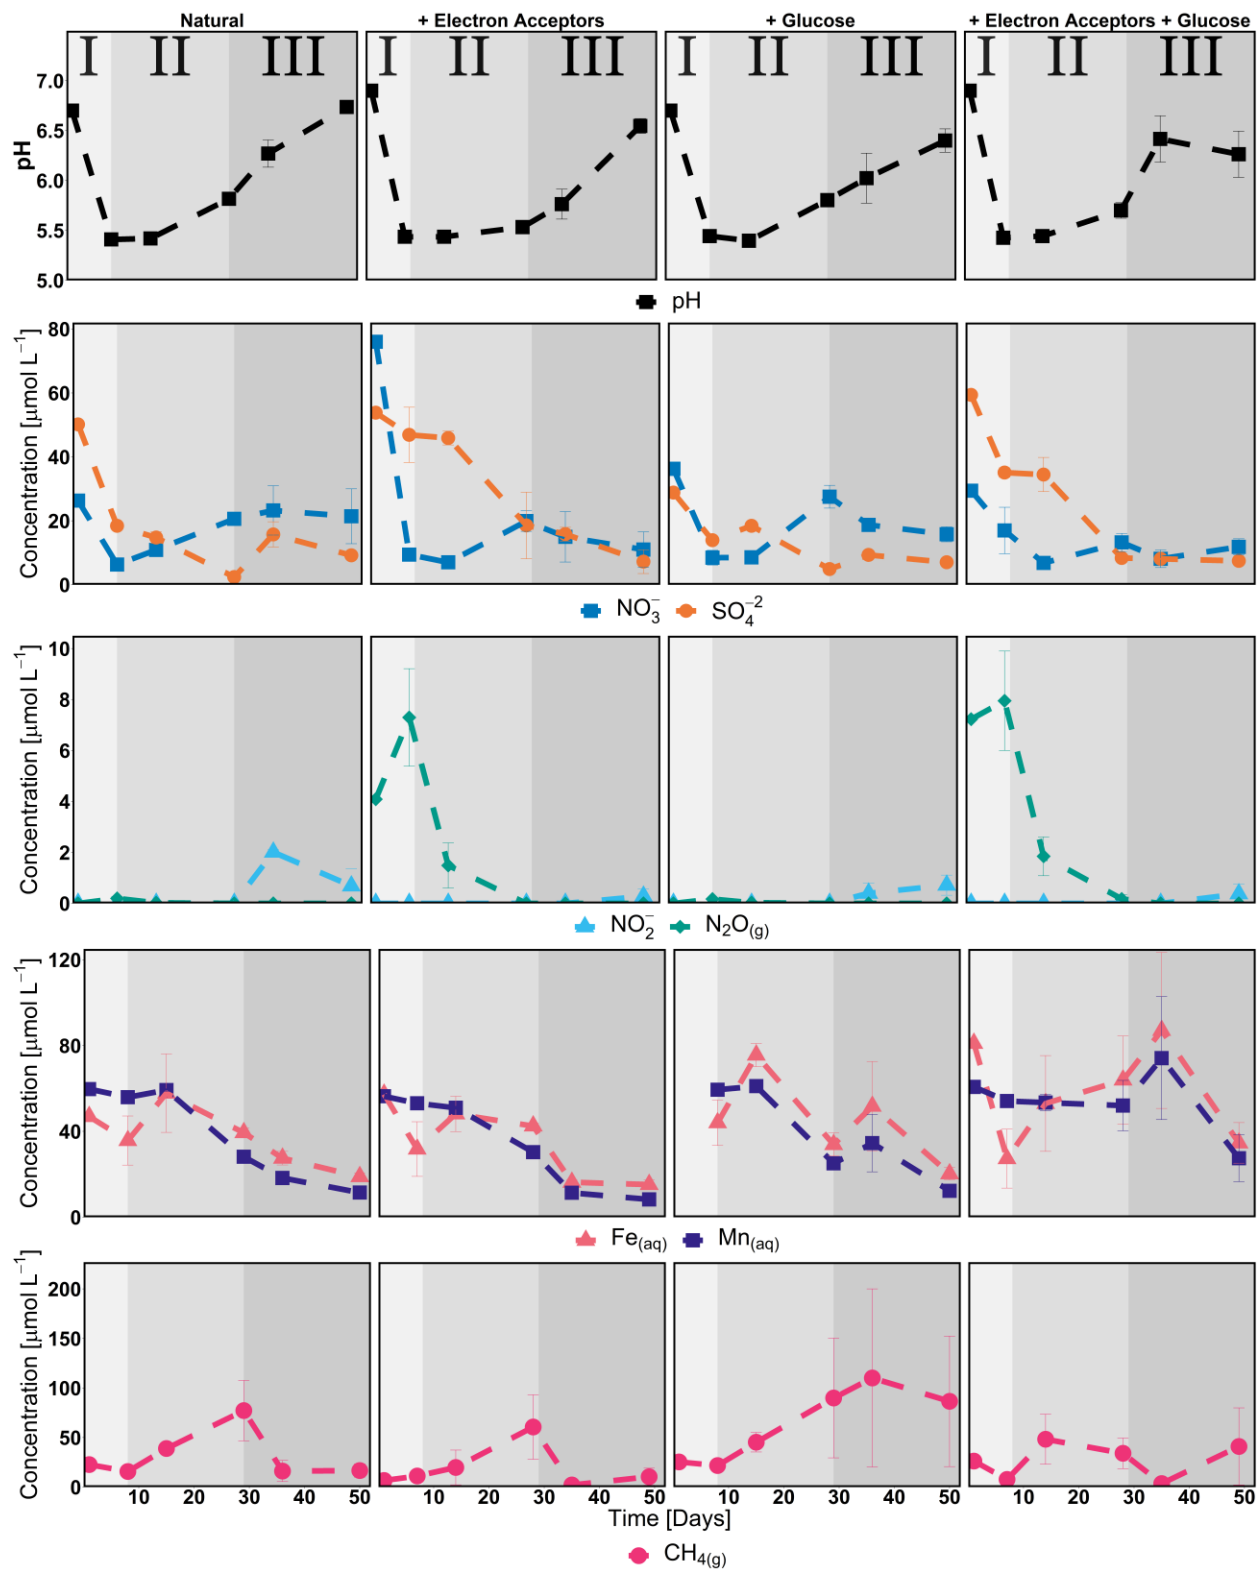 Natural + Electron Acceptors + Glucose + Electron Acceptors + Glucose
I II III I II III I II III I II III
pH
7.0
6.5
6.0
5.5
5.0
pH
Concentration [μmol L⁻¹]
80
60
40
20
0
NO₃⁻ SO₄⁻²
Concentration [μmol L⁻¹]
10
8
6
4
2
0
NO₂⁻ N₂O₍g₎
Concentration [μmol L⁻¹]
120
80
40
0
Fe₍aq₎ Mn₍aq₎
Concentration [μmol L⁻¹]
200
150
100
50
0
10 20 30 40 50 10 20 30 40 50 10 20 30 40 50 10 20 30 40 50
Time [Days]
CH₄₍g₎